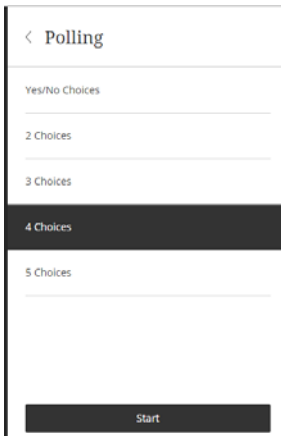 Polling
Yes/No Choices
2 Choices
3 Choices
4 Choices
5 Choices
Start